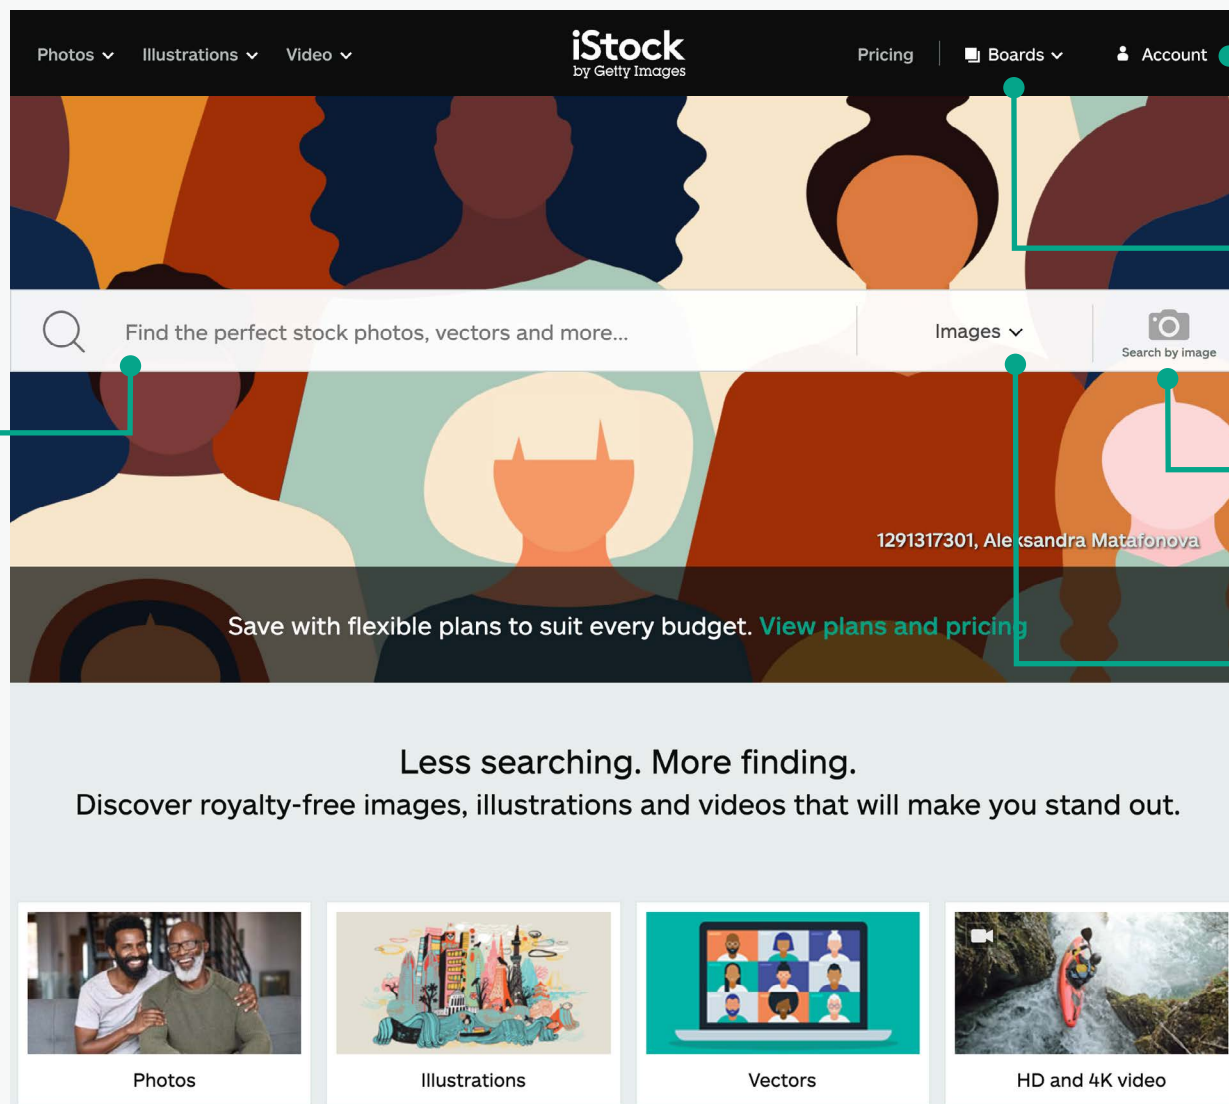 Photos Illustrations Video
iStock
by Getty Images
Pricing Boards Account
Find the perfect stock photos, vectors and more...
Images
Search by image
1291317301, Aleksandra Matafonova
Save with flexible plans to suit every budget. View plans and pricing
Less searching. More finding.
Discover royalty-free images, illustrations and videos that will make you stand out.
Photos
Illustrations
Vectors
HD and 4K video